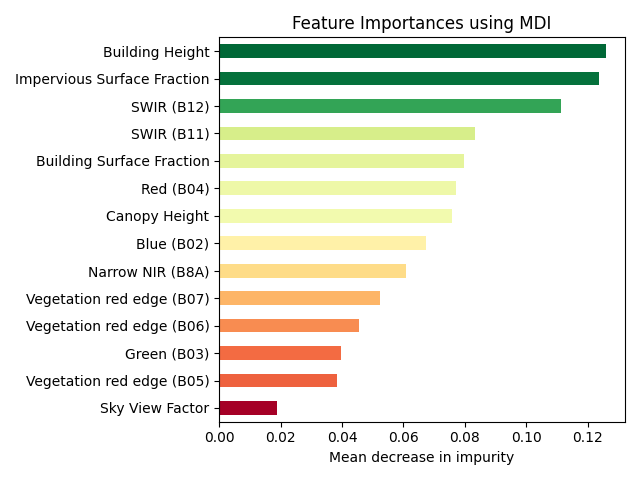 Feature Importances using MDI
Building Height
Impervious Surface Fraction
SWIR (B12)
SWIR (B11)
Building Surface Fraction
Red (B04)
Canopy Height
Blue (B02)
Narrow NIR (B8A)
Vegetation red edge (B07)
Vegetation red edge (B06)
Green (B03)
Vegetation red edge (B05)
Sky View Factor
0.00 0.02 0.04 0.06 0.08 0.10 0.12
Mean decrease in impurity